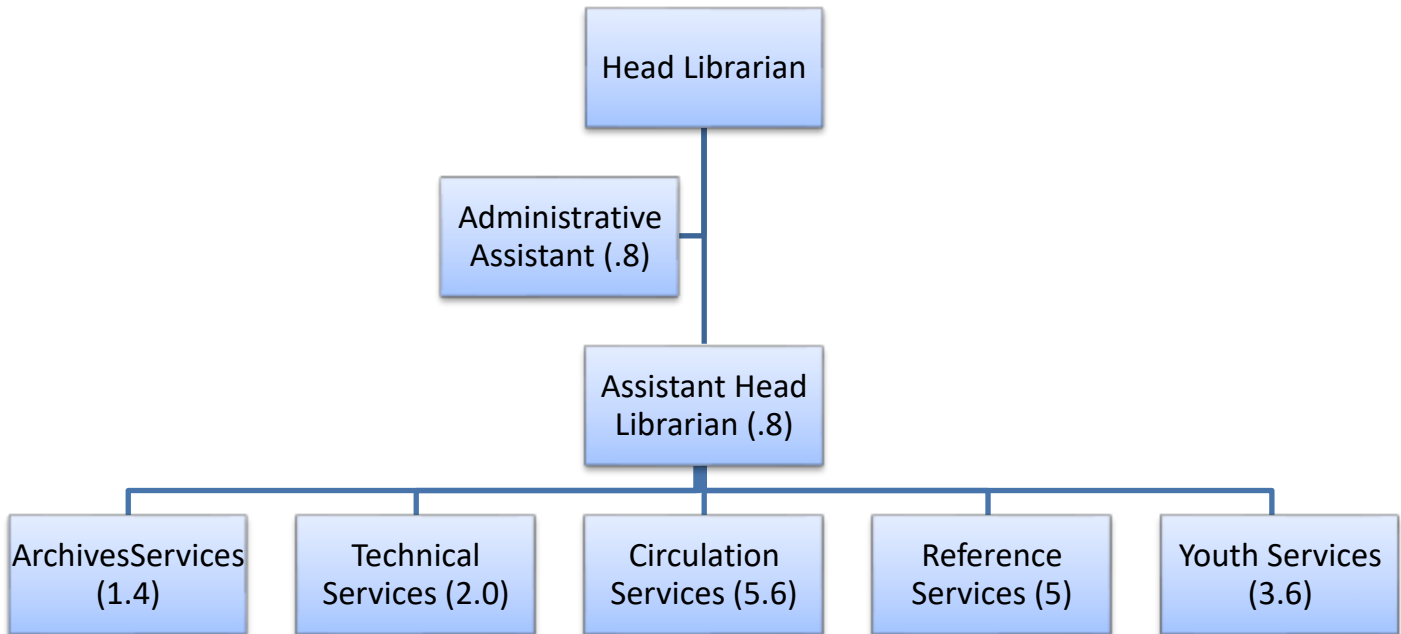 Head Librarian
Administrative
Assistant (.8)
Assistant Head
Librarian (.8)
ArchivesServices
(1.4)
Technical
Services (2.0)
Circulation
Services (5.6)
Reference
Services (5)
Youth Services
(3.6)